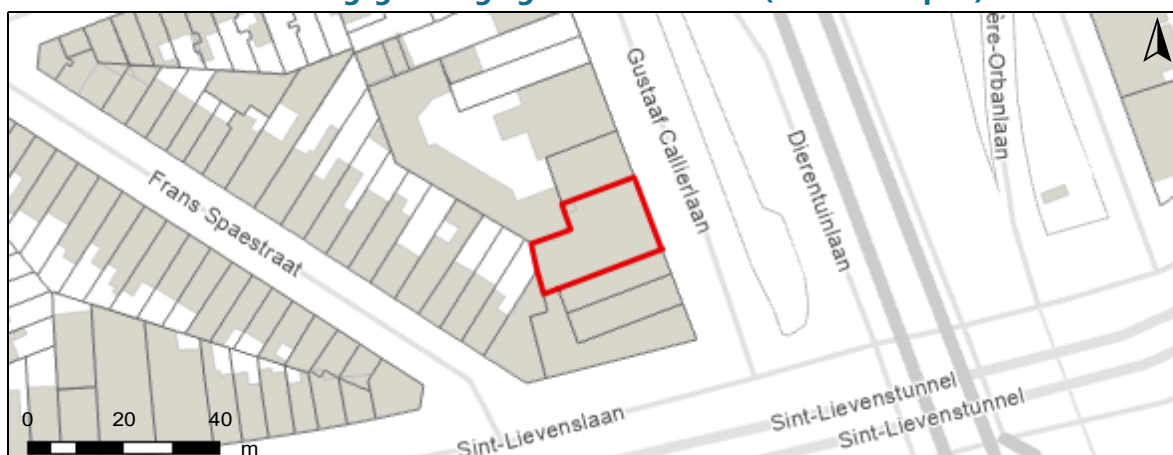 Gustaaf Callierlaan
Dierentuinlaan
ère-Orbanlaan
Frans Spaestraat
0 20 40
m
Sint-Lievenslaan
Sint-Lievenstunnel
Sint-Lievenstunnel